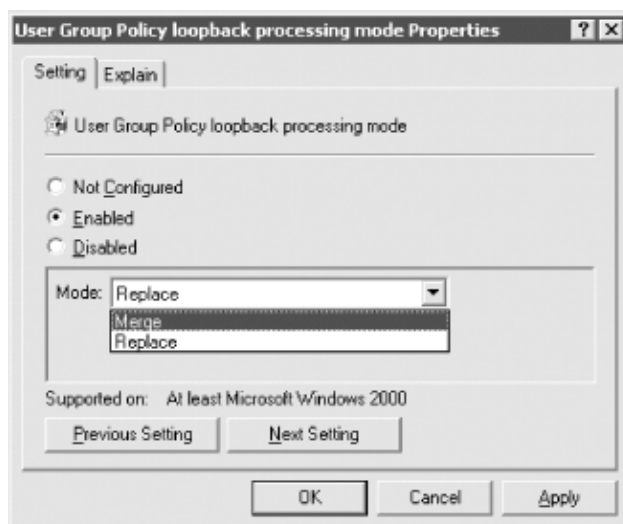 User Group Policy loopback processing mode Properties ? X
Setting Explain
User Group Policy loopback processing mode
Not Configured
Enabled
Disabled
Mode: Replace
Merge
Replace
Supported on: At least Microsoft Windows 2000
Previous Setting Next Setting
OK Cancel Apply